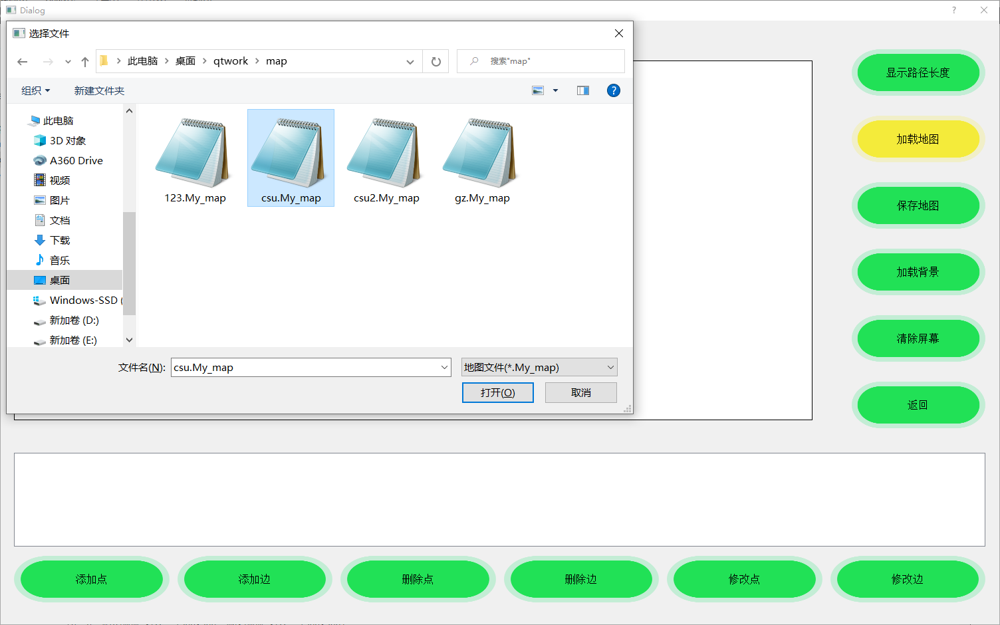 Dialog
选择文件
此电脑 桌面 qtwork map
搜索"map"
组织 新建文件夹
此电脑
3D 对象
A360 Drive
视频
图片
文档
下载
音乐
桌面
Windows-SSD (
新加卷 (D:)
新加卷 (E:)
123.My_map
csu.My_map
csu2.My_map
gz.My_map
文件名(N):
csu.My_map
地图文件(*.My_map)
打开(O)
取消
显示路径长度
加载地图
保存地图
加载背景
清除屏幕
返回
添加点
添加边
删除点
删除边
修改点
修改边